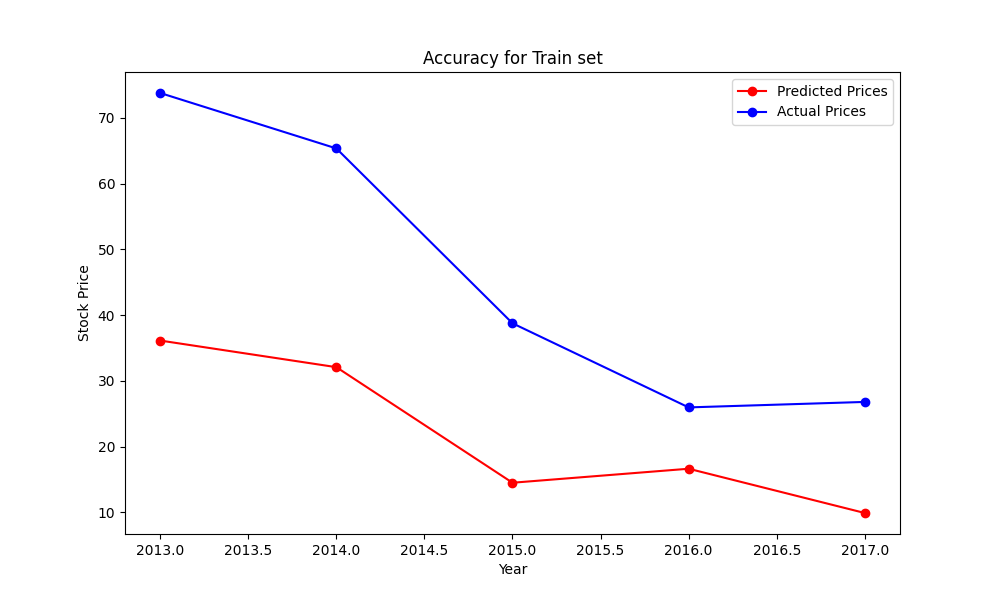 Accuracy for Train set
Predicted Prices
Actual Prices
70
60
50
40
30
20
10
Stock Price
2013.0 2013.5 2014.0 2014.5 2015.0 2015.5 2016.0 2016.5 2017.0
Year